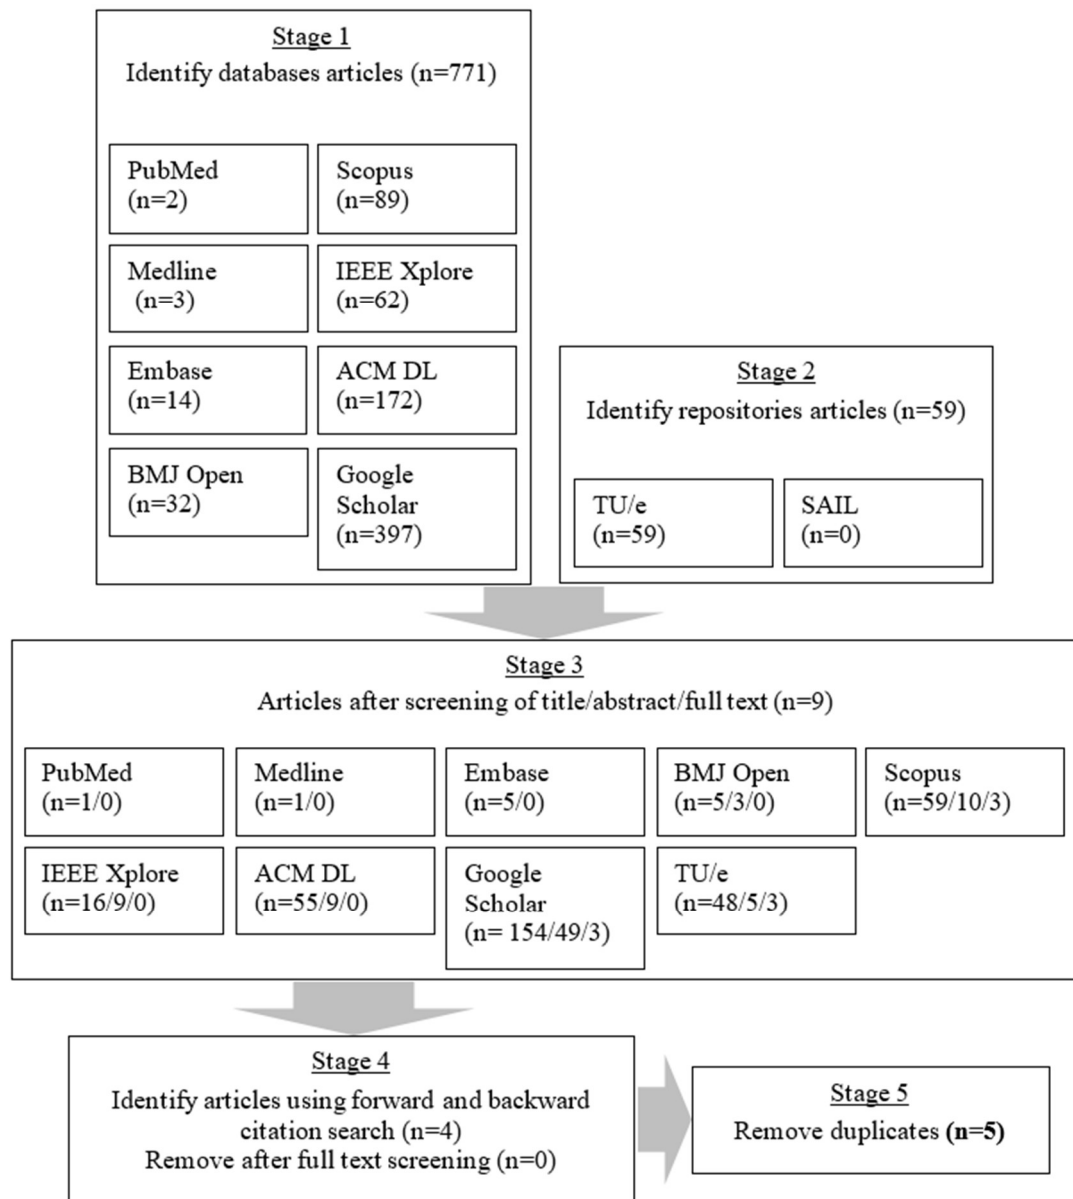 Stage 1
Identify databases articles (n=771)
PubMed
(n=2)
Scopus
(n=89)
Medline
(n=3)
IEEE Xplore
(n=62)
Embase
(n=14)
ACM DL
(n=172)
BMJ Open
(n=32)
Google
Scholar
(n=397)
Stage 2
Identify repositories articles (n=59)
TU/e
(n=59)
SAIL
(n=0)
Stage 3
Articles after screening of title/abstract/full text (n=9)
PubMed
(n=1/0)
Medline
(n=1/0)
Embase
(n=5/0)
BMJ Open
(n=5/3/0)
Scopus
(n=59/10/3)
IEEE Xplore
(n=16/9/0)
ACM DL
(n=55/9/0)
Google
Scholar
(n= 154/49/3)
TU/e
(n=48/5/3)
Stage 4
Identify articles using forward and backward
citation search (n=4)
Remove after full text screening (n=0)
Stage 5
Remove duplicates (n=5)